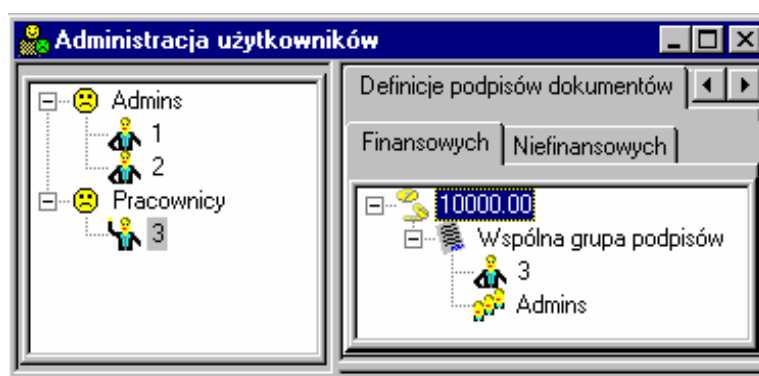 Administracja użytkowników
Admins
1
2
Pracownicy
3
Definicje podpisów dokumentów
Finansowych Niefinansowych
10000.00
Wspólna grupa podpisów
3
Admins